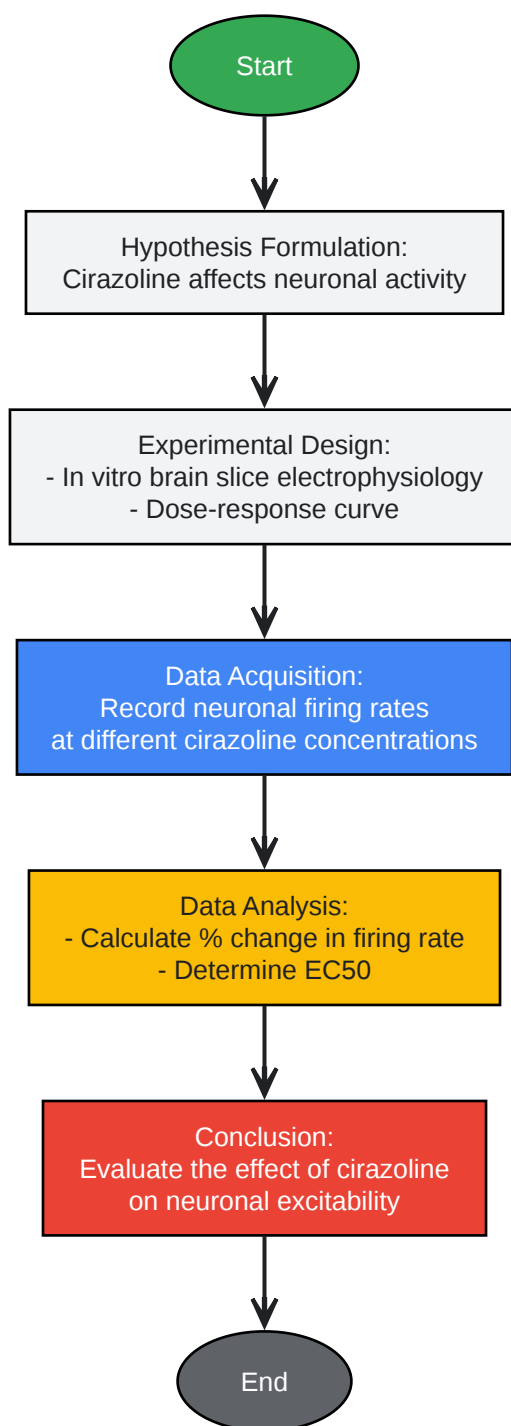 Start
Hypothesis Formulation:
Cirazoline affects neuronal activity
Experimental Design:
- In vitro brain slice electrophysiology
- Dose-response curve
Data Acquisition:
Record neuronal firing rates
at different cirazoline concentrations
Data Analysis:
- Calculate % change in firing rate
- Determine EC50
Conclusion:
Evaluate the effect of cirazoline
on neuronal excitability
End